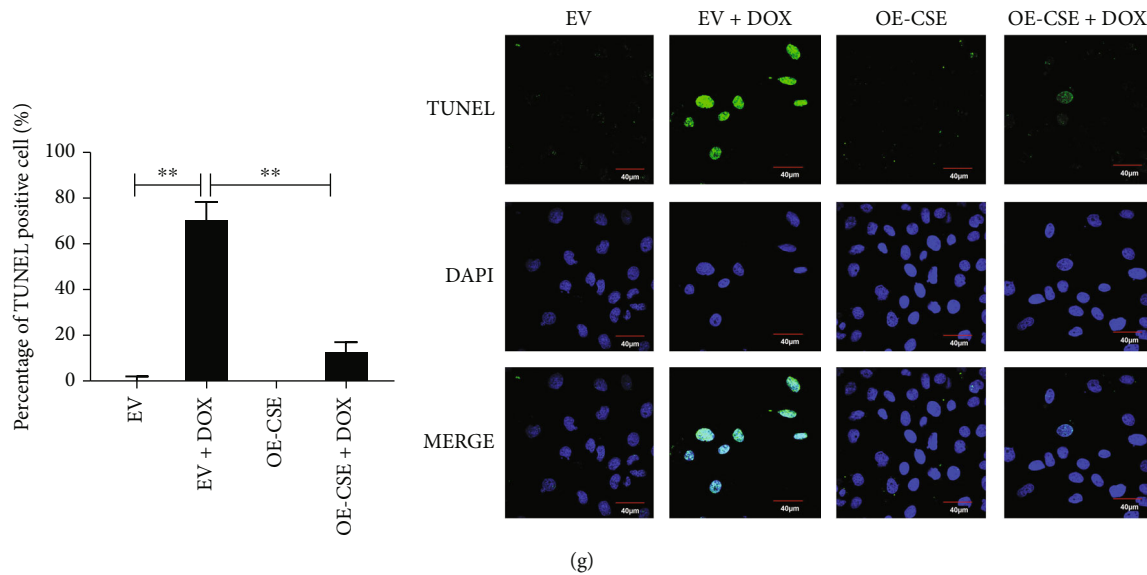 Percentage of TUNEL positive cell (%)
100
80
60
40
20
0
**
**
EV
EV + DOX
OE-CSE
OE-CSE + DOX
EV
EV + DOX
OE-CSE
OE-CSE + DOX
TUNEL
40μm
40μm
40μm
40μm
DAPI
40μm
40μm
40μm
40μm
MERGE
40μm
40μm
40μm
40μm
(g)